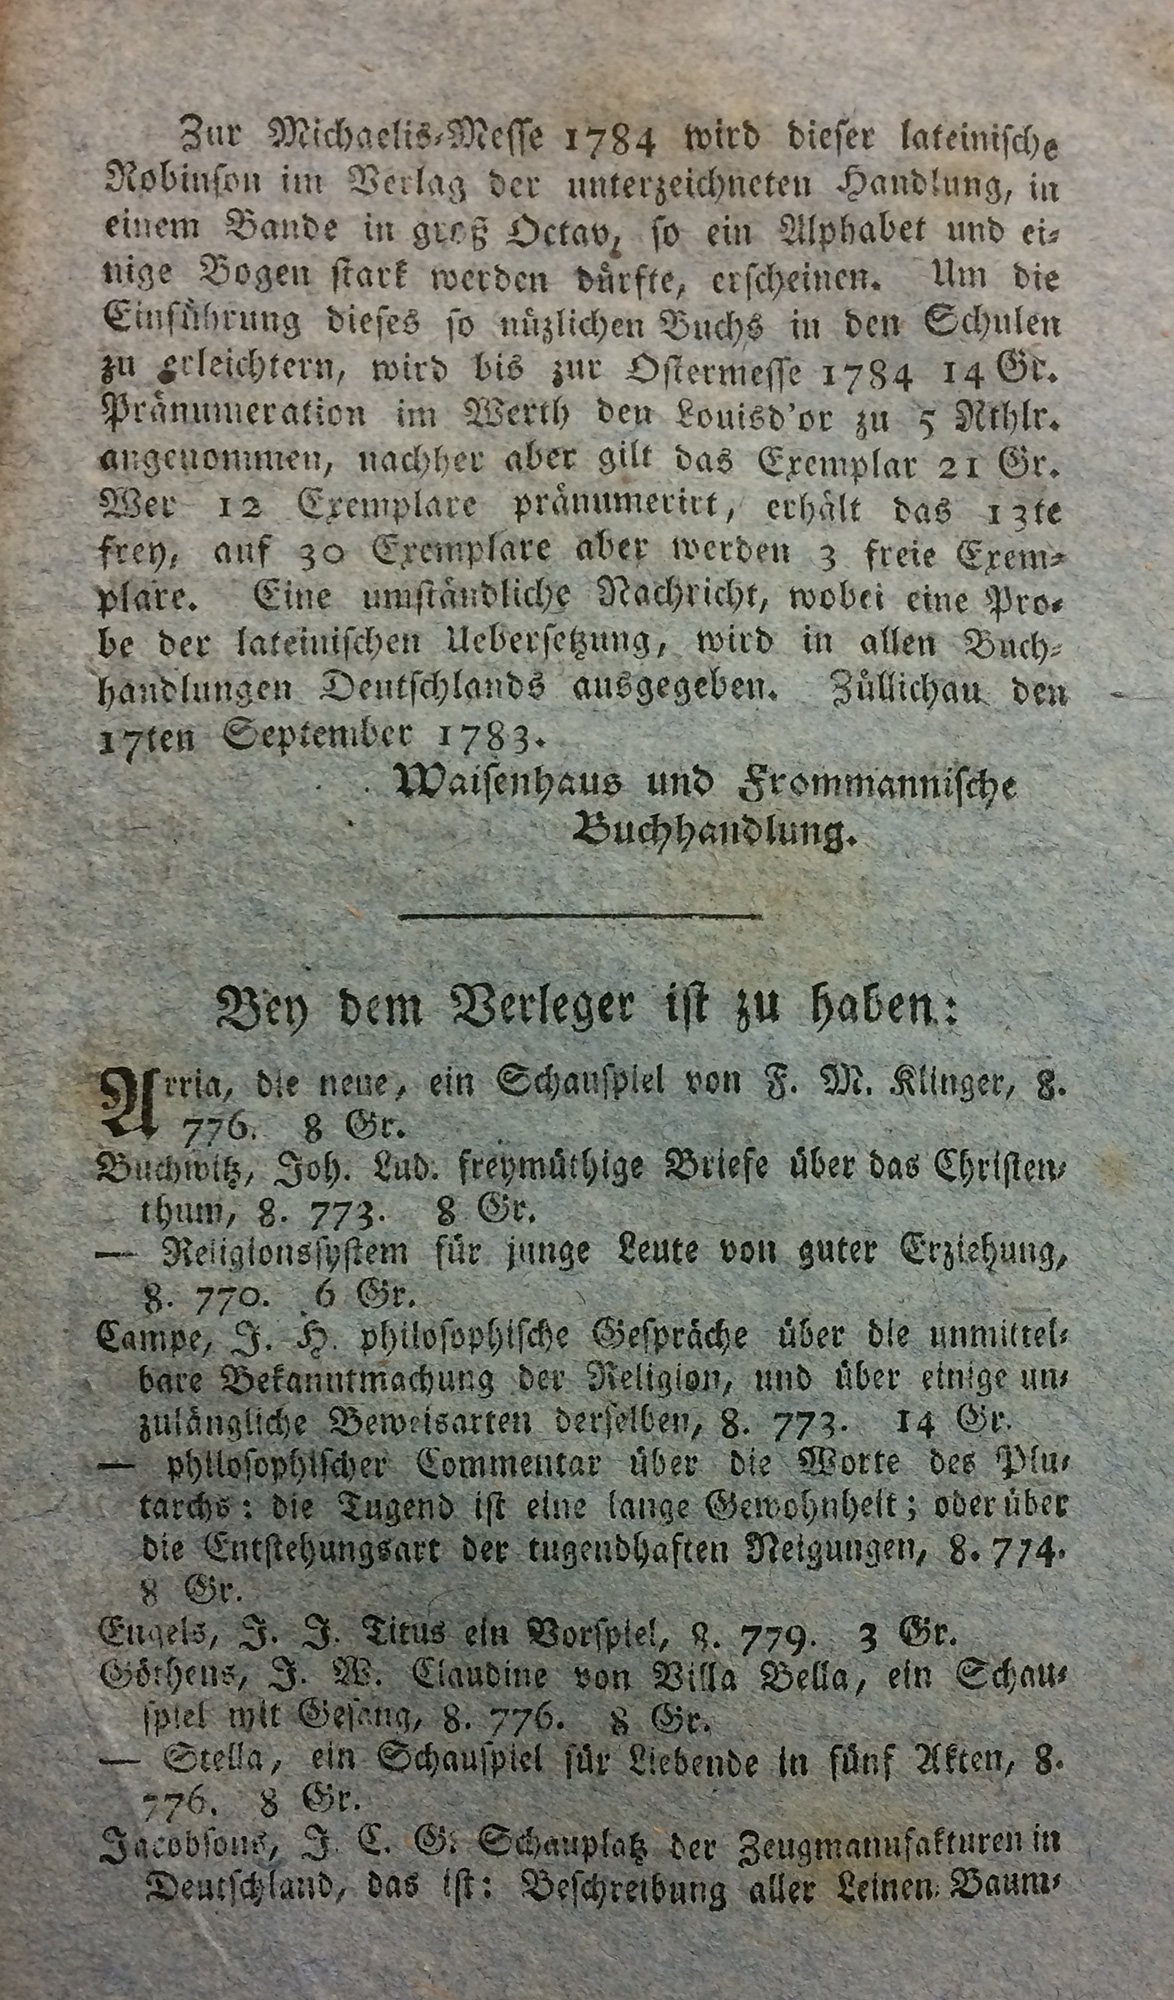 Zur Michaelis-Messe 1784 wird dieser lateinische
Robinson im Verlag der unterzeichneten Handlung, in
einem Bande in groß Octav, so ein Alphabet und ei-
nige Bogen stark werden dürfte, erscheinen. Um die
Einführung dieses so nüzlichen Buchs in den Schulen
zu erleichtern, wird bis zur Ostermesse 1784 14 Gr.
Pränumeration im Werth den Louisd'or zu 5 Rthlr.
angenommen, nachher aber gilt das Exemplar 21 Gr.
Wer 12 Exemplare pränumerirt, erhält das 13te
frey, auf 30 Exemplare aber werden 3 freie Exem-
plare. Eine umständliche Nachricht, wobei eine Pro-
be der lateinischen Uebersetzung, wird in allen Buch-
handlungen Deutschlands ausgegeben. Züllichau den
17ten September 1783.
Waisenhaus und Frommannische
Buchhandlung.
Bey dem Verleger ist zu haben:
Arria, die neue, ein Schauspiel von F. M. Klinger, 8.
776. 8 Gr.
Buchwitz, Joh. Lud. freymüthige Briefe über das Christen-
thum, 8. 773. 8 Gr.
— Religionssystem für junge Leute von guter Erziehung,
8. 770. 6 Gr.
Campe, J. H. philosophische Gespräche über die unmittel-
bare Bekanntmachung der Religion, und über einige un-
zulängliche Beweisarten derselben, 8. 773. 14 Gr.
— philosophischer Commentar über die Worte des Plu-
tarchs: die Tugend ist eine lange Gewohnheit; oder über
die Entstehungsart der tugendhaften Neigungen, 8. 774.
8 Gr.
Engels, J. J. Titus ein Vorspiel, 8. 779. 3 Gr.
Göthens, J. W. Claudine von Villa Bella, ein Schau-
spiel mit Gesang, 8. 776. 8 Gr.
— Stella, ein Schauspiel für Liebende in fünf Akten, 8.
776. 8 Gr.
Jacobsons, J. C. G. Schauplatz der Zeugmanufakturen in
Deutschland, das ist: Beschreibung aller Leinen- Baum-